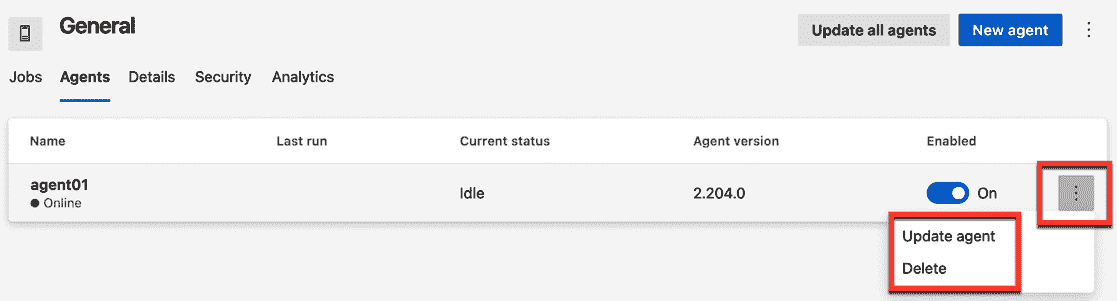 General
Update all agents
New agent
Jobs Agents Details Security Analytics
Name Last run Current status Agent version Enabled
agent01
Online
Idle 2.204.0 On
Update agent
Delete